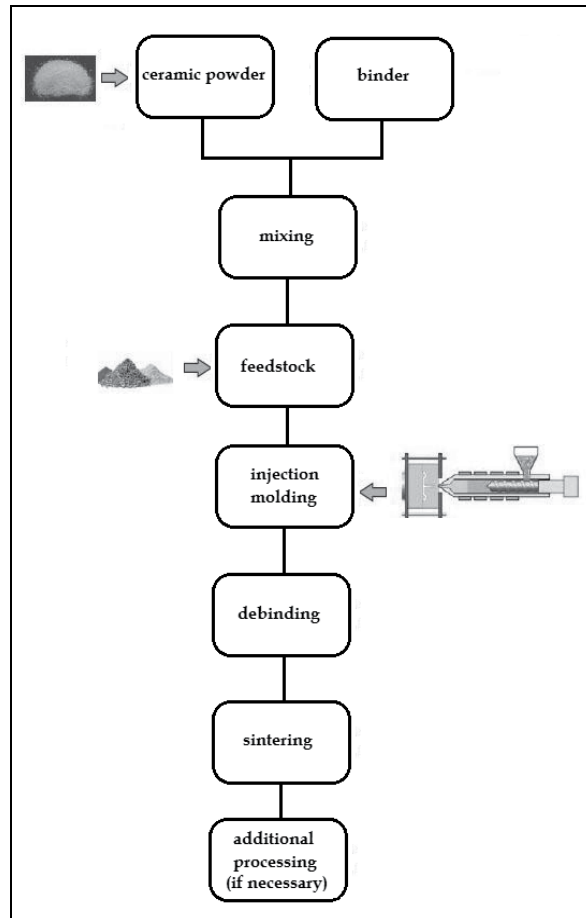 ceramic powder
binder
mixing
feedstock
injection
molding
debinding
sintering
additional
processing
(if necessary)